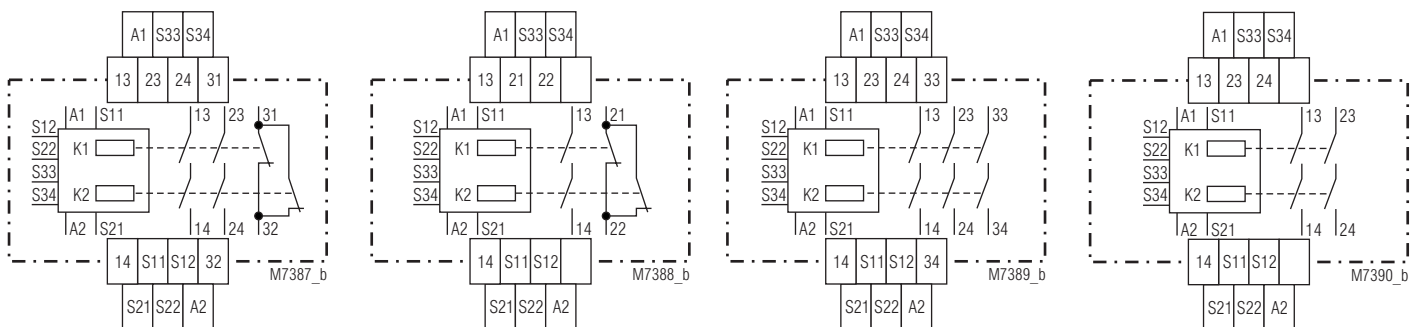 A1 S33 S34
13 23 24 31
A1 S11 13 23 31
S12
S22 K1
S33
S34 K2
A2 S21 14 24 32
14 S11 S12 32
M7387_b
S21 S22 A2
A1 S33 S34
13 21 22
A1 S11 13 21
S12
S22 K1
S33
S34 K2
A2 S21 14 22
14 S11 S12
M7388_b
S21 S22 A2
A1 S33 S34
13 23 24 33
A1 S11 13 23 33
S12
S22 K1
S33
S34 K2
A2 S21 14 24 34
14 S11 S12 34
M7389_b
S21 S22 A2
A1 S33 S34
13 23 24
A1 S11 13 23
S12
S22 K1
S33
S34 K2
A2 S21 14 24
14 S11 S12
M7390_b
S21 S22 A2